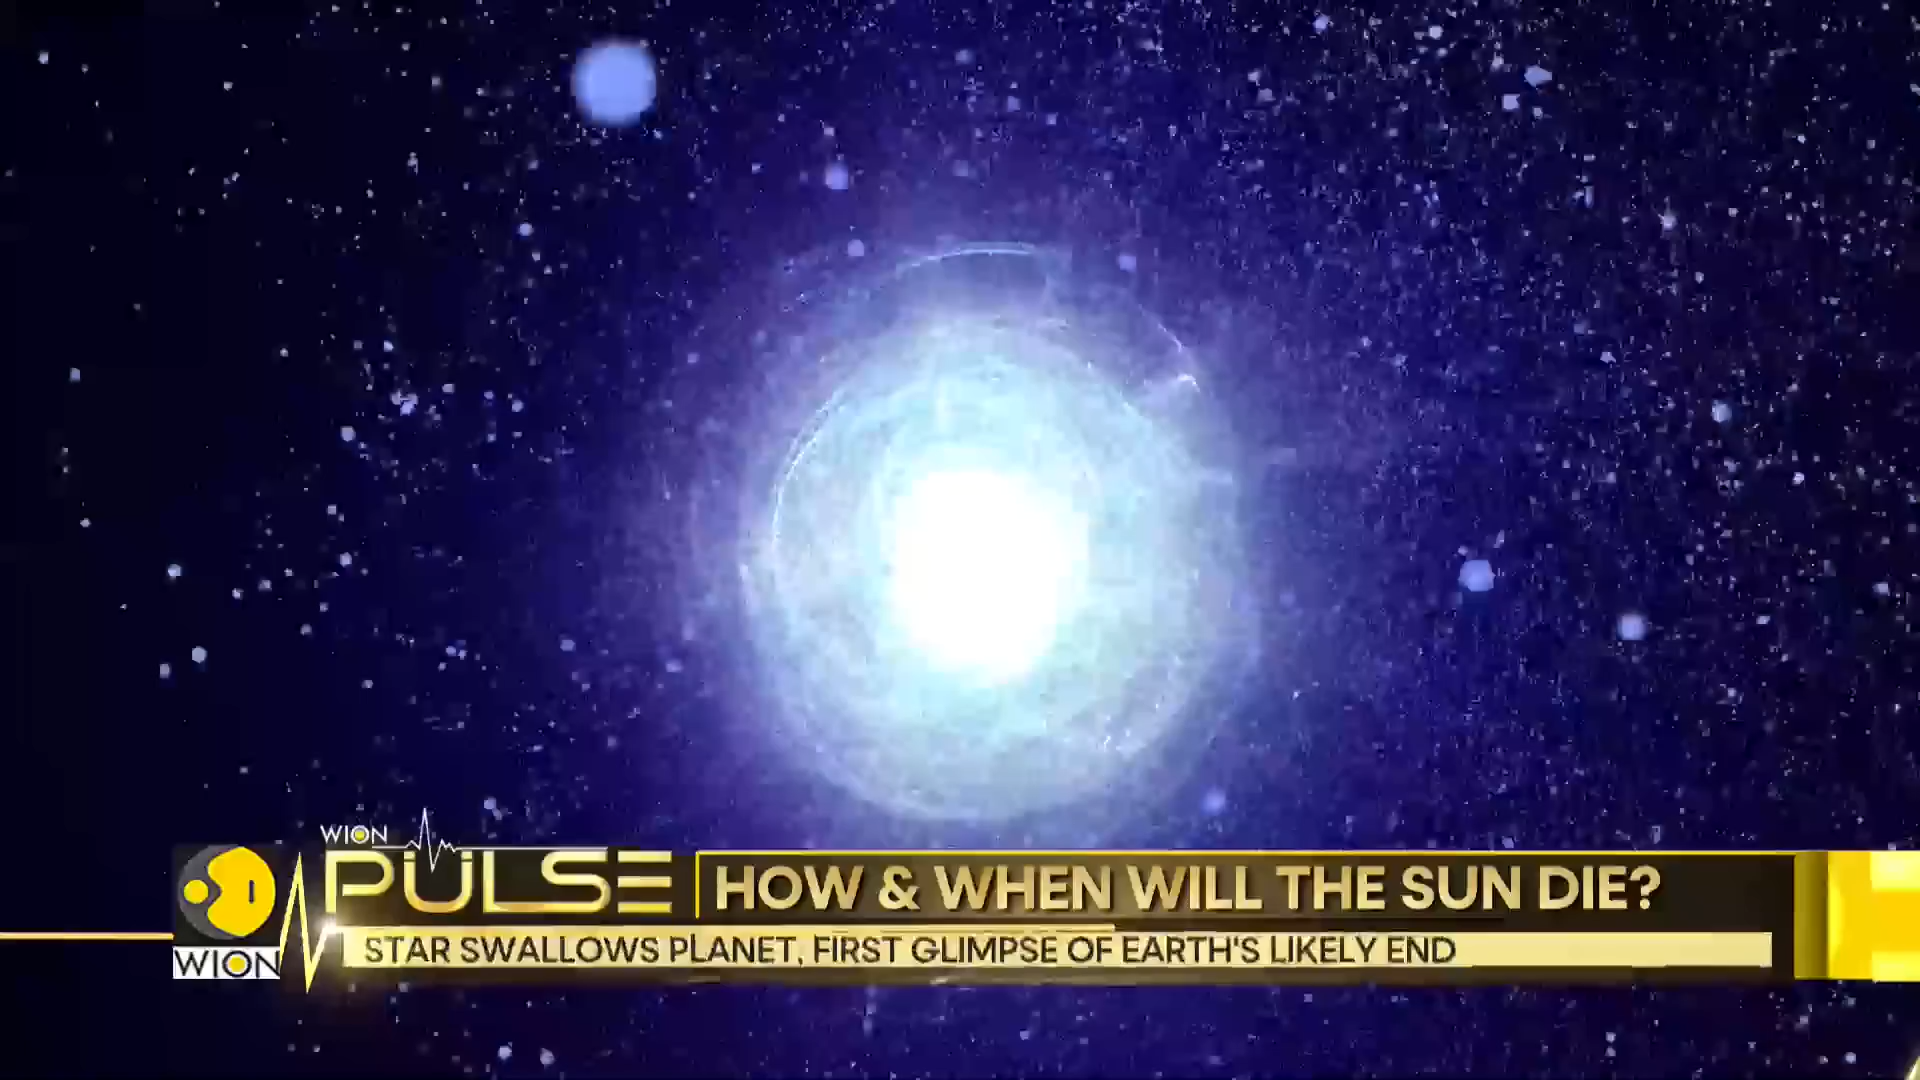 WION
PULSE
HOW & WHEN WILL THE SUN DIE?
STAR SWALLOWS PLANET, FIRST GLIMPSE OF EARTH'S LIKELY END
WION